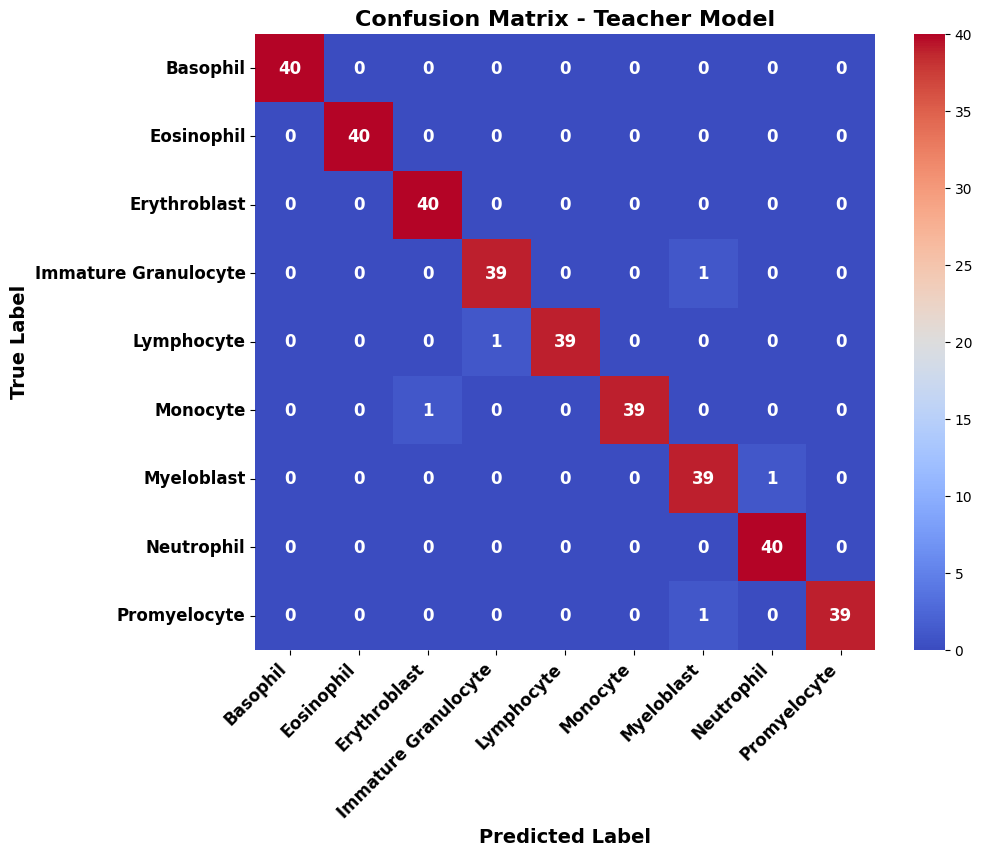 Confusion Matrix - Teacher Model
True Label
Basophil 40 0 0 0 0 0 0 0 0
Eosinophil 0 40 0 0 0 0 0 0 0
Erythroblast 0 0 40 0 0 0 0 0 0
Immature Granulocyte 0 0 0 39 0 0 1 0 0
Lymphocyte 0 0 0 1 39 0 0 0 0
Monocyte 0 0 1 0 0 39 0 0 0
Myeloblast 0 0 0 0 0 0 39 1 0
Neutrophil 0 0 0 0 0 0 0 40 0
Promyelocyte 0 0 0 0 0 0 1 0 39
Basophil Eosinophil Erythroblast Immature Granulocyte Lymphocyte Monocyte Myeloblast Neutrophil Promyelocyte
Predicted Label
40
35
30
25
20
15
10
5
0